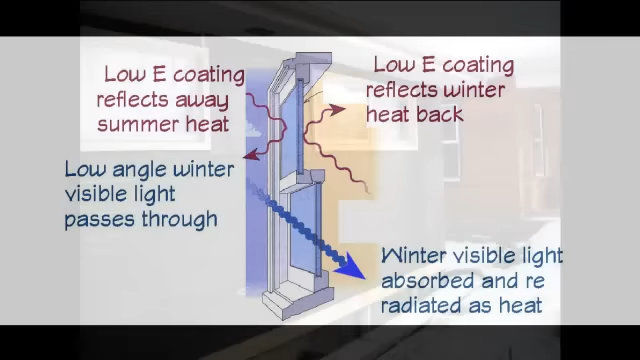 Low E coating
reflects away
summer heat
Low E coating
reflects winter
heat back
Low angle winter
visible light
passes through
Winter visible light
absorbed and re
radiated as heat